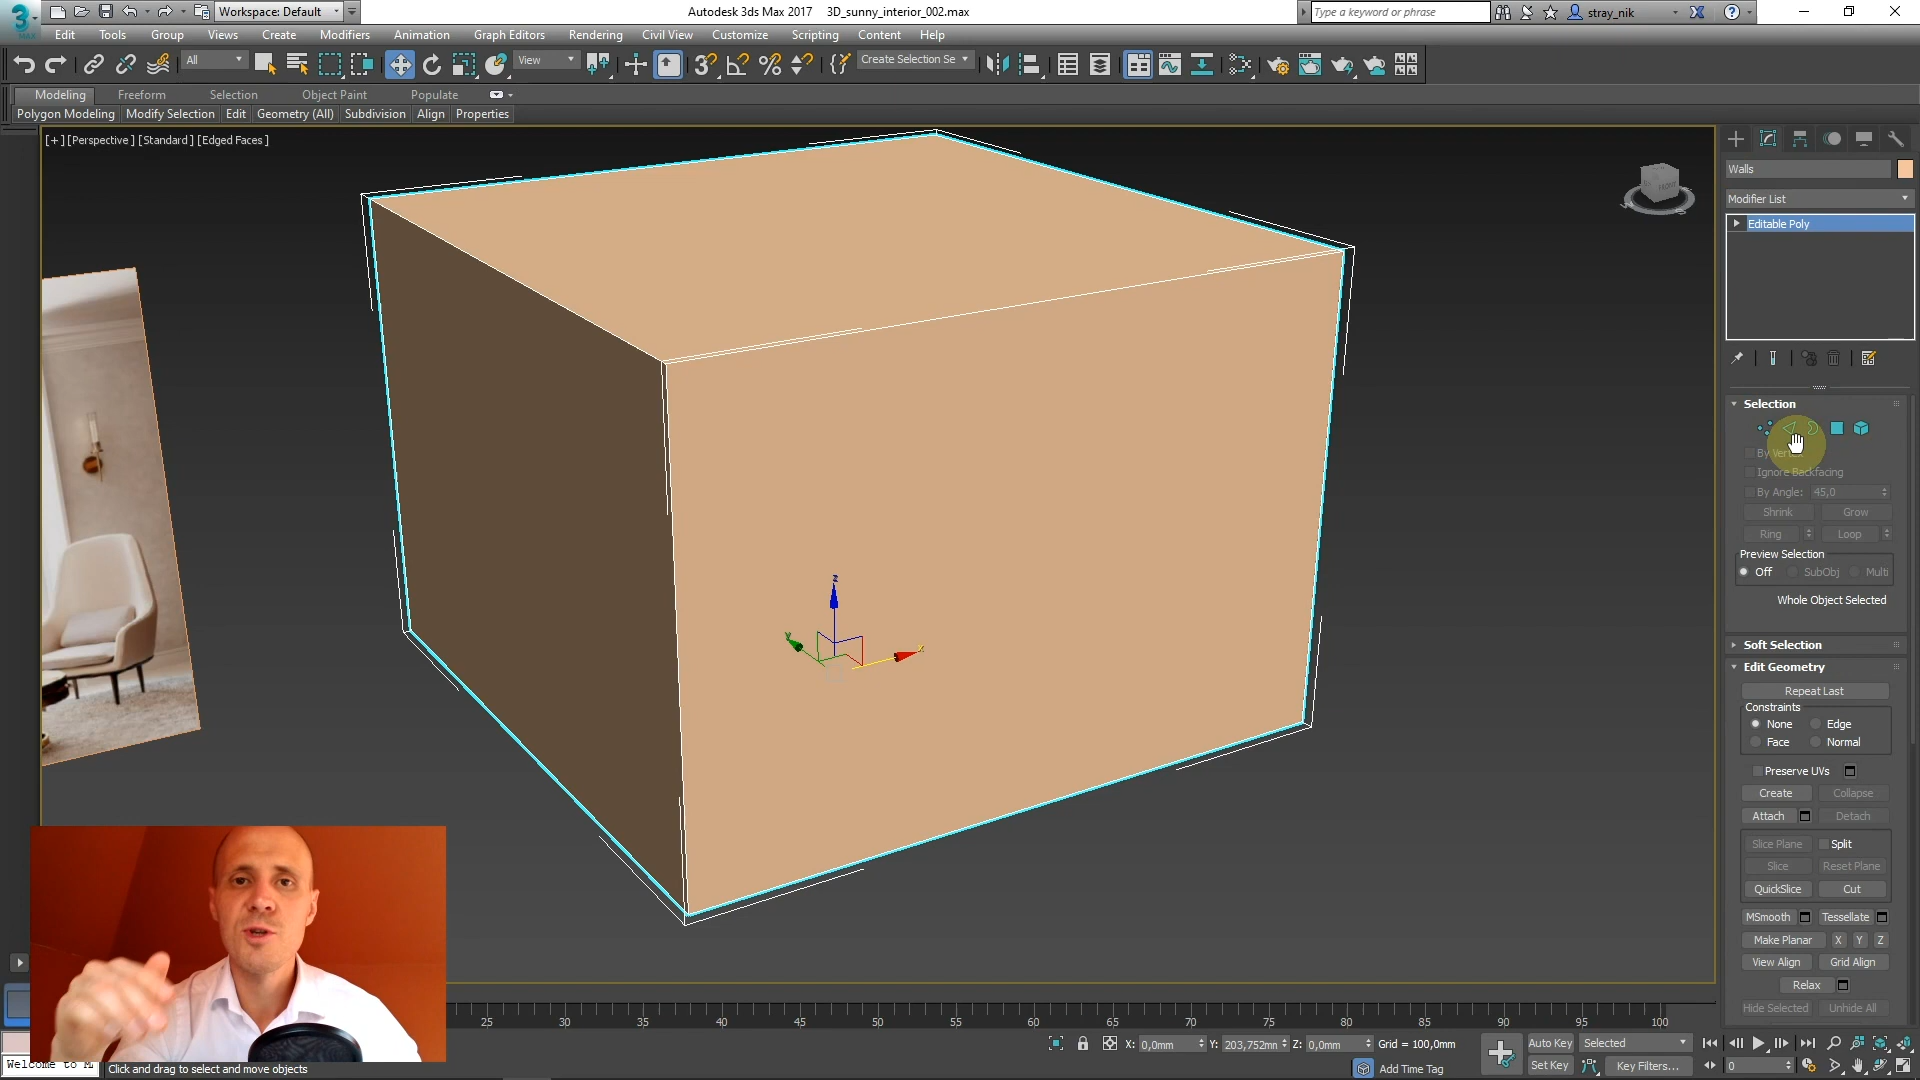 Workspace: Default
Autodesk 3ds Max 2017    3D_sunny_interior_002.max
Type a keyword or phrase
stray_nik
MAX
Edit Tools Group Views Create Modifiers Animation Graph Editors Rendering Civil View Customize Scripting Content Help
All
View
Create Selection Se
Modeling Freeform Selection Object Paint Populate
Polygon Modeling Modify Selection Edit Geometry (All) Subdivision Align Properties
[+] [Perspective ] [Standard ] [Edged Faces ]
FRONT
Walls
Modifier List
Editable Poly
Selection
Ignore Backfacing
By Angle: 45,0
Shrink Grow
Ring Loop
Preview Selection
Off SubObj Multi
Whole Object Selected
Soft Selection
Edit Geometry
Repeat Last
Constraints
None Edge
Face Normal
Preserve UVs
Create Collapse
Attach Detach
Slice Plane Split
Slice Reset Plane
QuickSlice Cut
MSmooth Tessellate
Make Planar X Y Z
View Align Grid Align
Relax
Hide Selected Unhide All
z
y
x
25 30 35 40 45 50 55 60 65 70 75 80 85 90 95 100
X: 0,0mm Y: 203,752mn Z: 0,0mm Grid = 100,0mm
Auto Key Selected
Set Key Key Filters...
0
Welcome to M
Click and drag to select and move objects
Add Time Tag